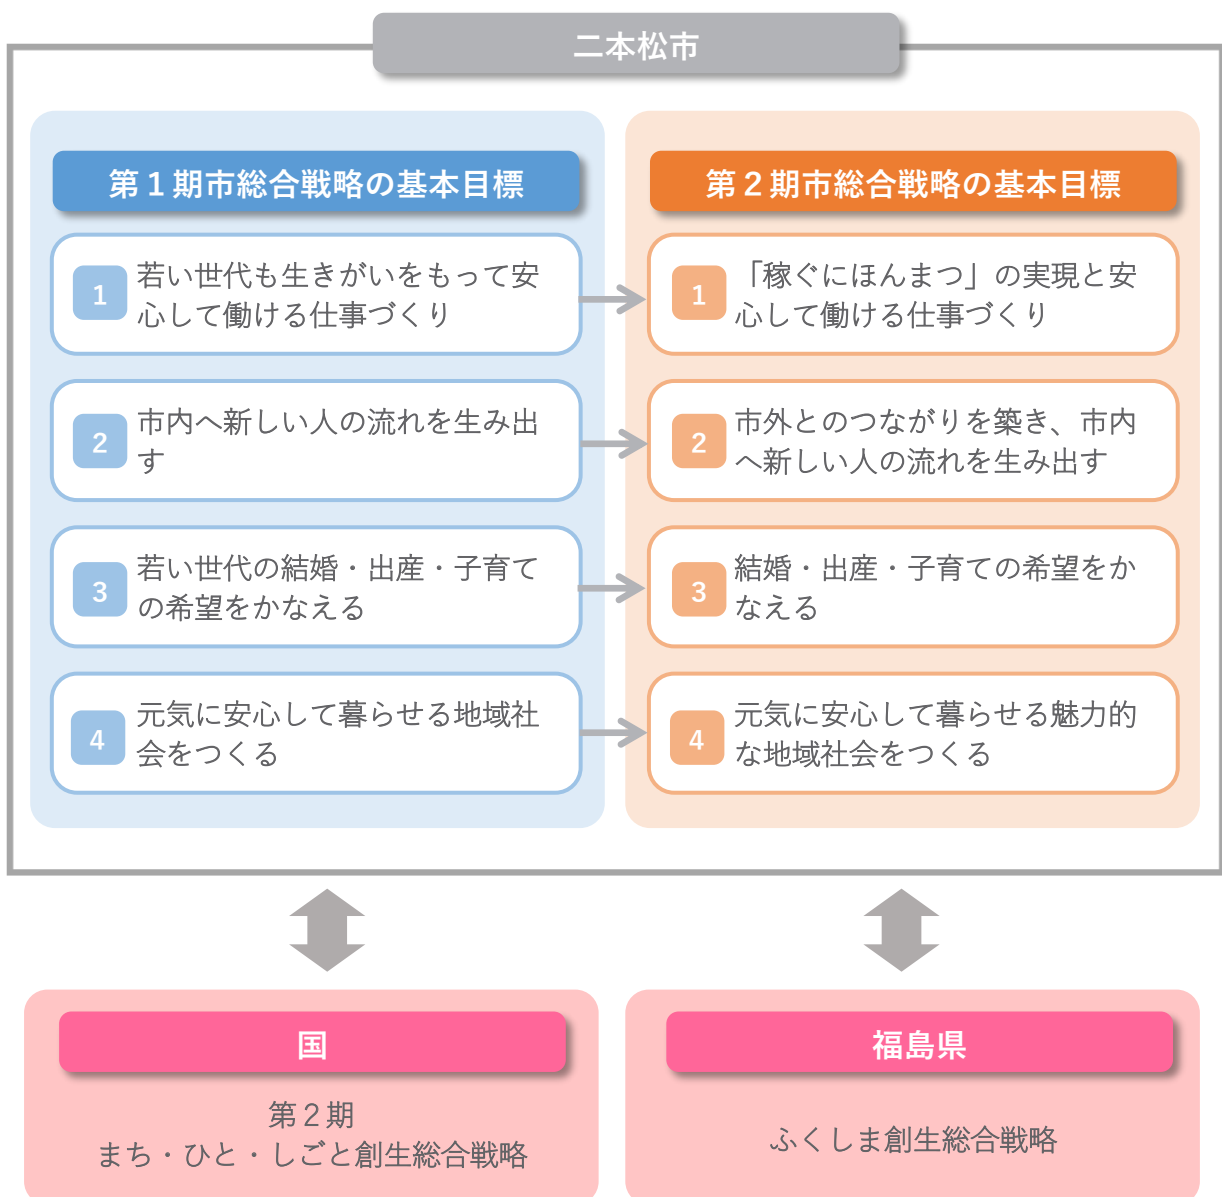 二本松市
第１期市総合戦略の基本目標
1
若い世代も生きがいをもって安
心して働ける仕事づくり
2
市内へ新しい人の流れを生み出
す
3
若い世代の結婚・出産・子育て
の希望をかなえる
4
元気に安心して暮らせる地域社
会をつくる
第２期市総合戦略の基本目標
1
「稼ぐにほんまつ」の実現と安
心して働ける仕事づくり
2
市外とのつながりを築き、市内
へ新しい人の流れを生み出す
3
結婚・出産・子育ての希望をか
なえる
4
元気に安心して暮らせる魅力的
な地域社会をつくる
国
第２期
まち・ひと・しごと創生総合戦略
福島県
ふくしま創生総合戦略